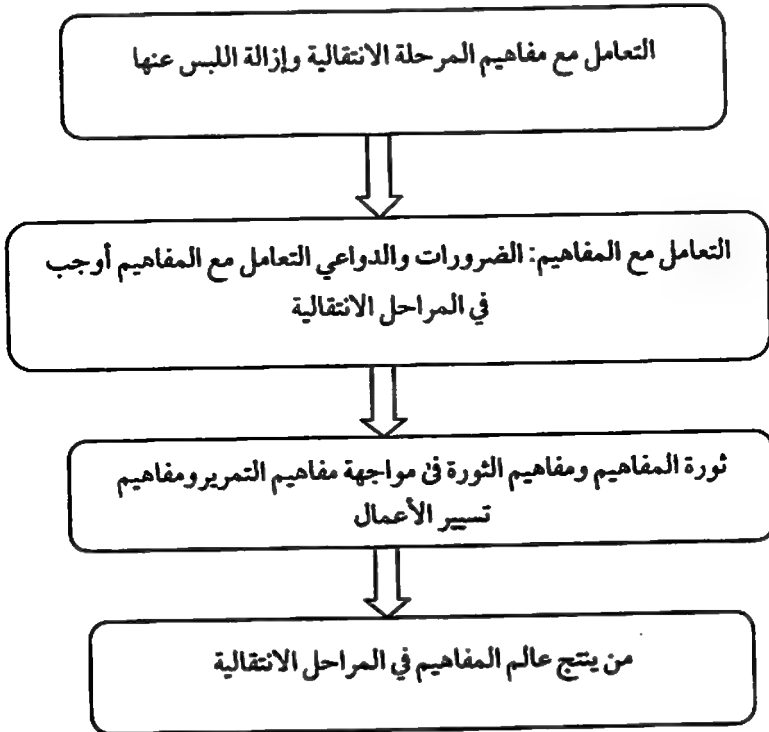 التعامل مع مفاهيم المرحلة الانتقالية وإزالة اللبس عنها
التعامل مع المفاهيم: الضرورات والدواعي التعامل مع المفاهيم أوجب
في المراحل الانتقالية
ثورة المفاهيم ومفاهيم الثورة فى مواجهة مفاهيم التمرير ومفاهيم
تسيير الأعمال
من ينتج عالم المفاهيم في المراحل الانتقالية